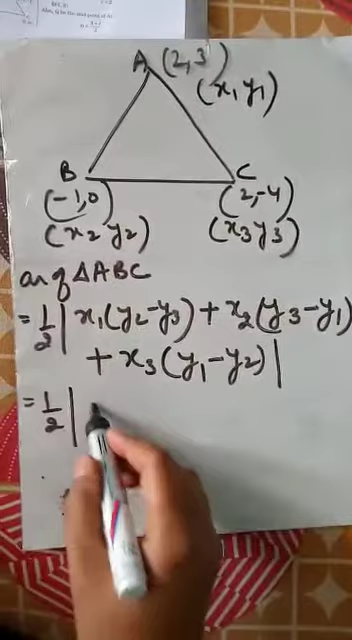 A (2, 3)
(x1 y1)
B C
(-1, 0) (2, -4)
(x2 y2) (x3 y3)
ar of △ABC
= 1/2 | x1(y2-y3) + x2(y3-y1)
+ x3(y1-y2) |
= 1/2 |